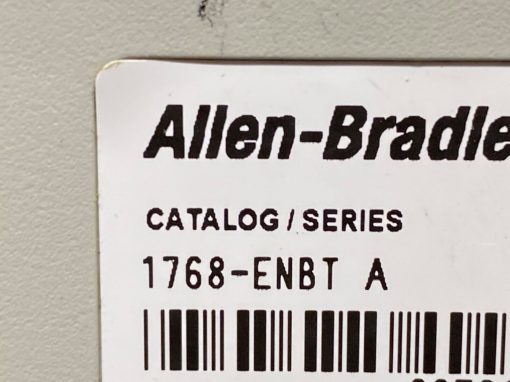 Allen-Bradle
CATALOG / SERIES
1768-ENBT A